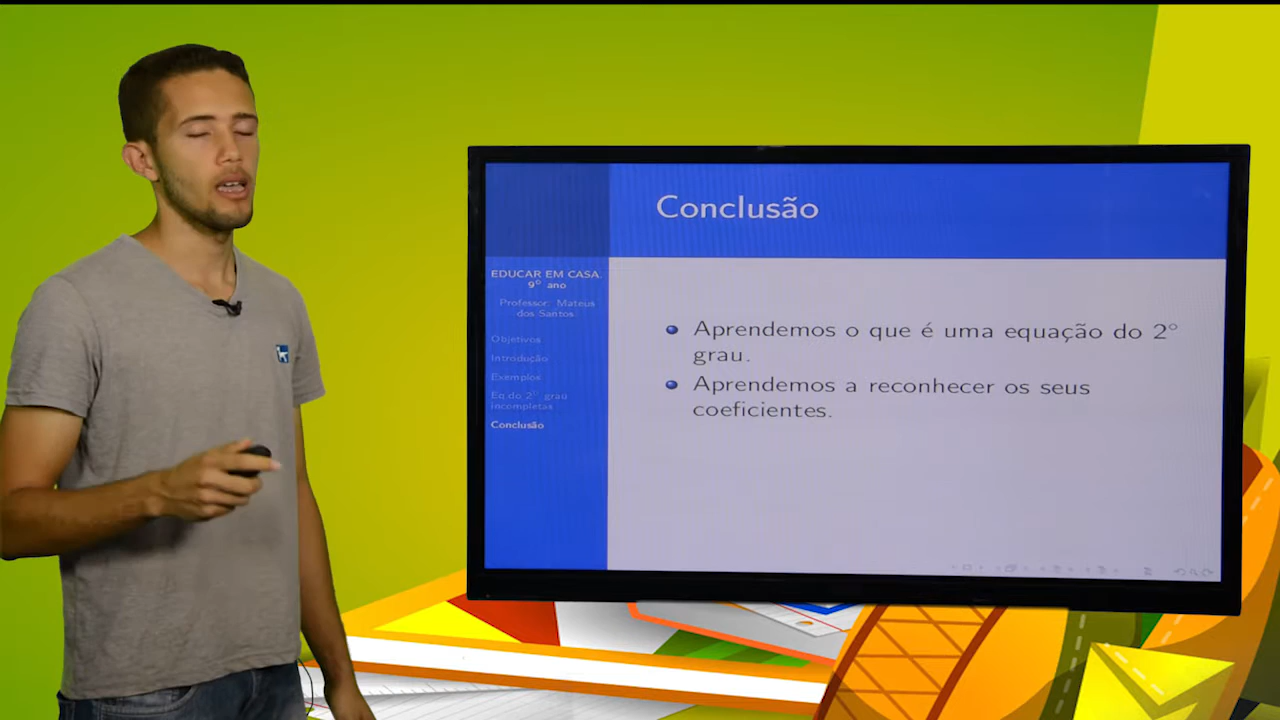 Conclusão
EDUCAR EM CASA.
9° ano
Professor: Mateus
dos Santos
Objetivos
Introdução
Exemplos
Eq.do 2° grau
incompletas
Conclusão
Aprendemos o que é uma equação do 2°
grau.
Aprendemos a reconhecer os seus
coeficientes.